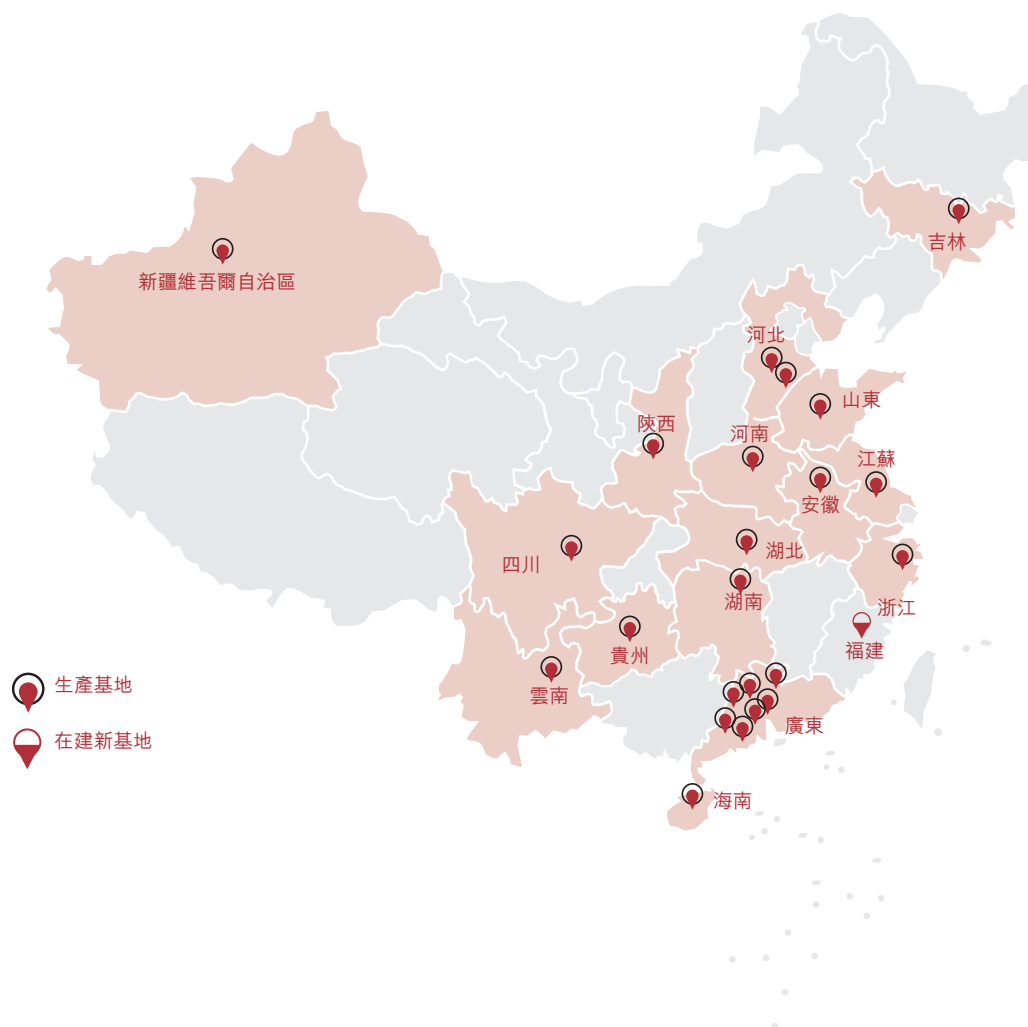 吉林
新疆維吾爾自治區
河北
山東
陝西
河南
江蘇
安徽
湖北
四川
湖南
浙江
福建
貴州
生產基地
雲南
廣東
在建新基地
海南